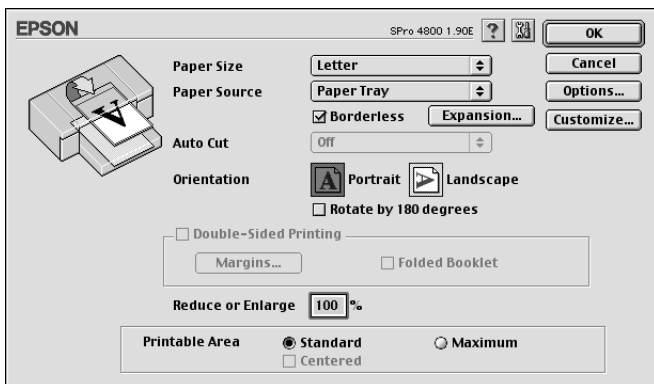 EPSON
SPro 4800 1.90E ?
OK
Paper Size Letter
Cancel
Paper Source Paper Tray
Options...
Borderless Expansion...
Customize...
Auto Cut Off
Orientation A Portrait A Landscape
Rotate by 180 degrees
Double-Sided Printing
Margins... Folded Booklet
Reduce or Enlarge 100 %
Printable Area Standard Maximum
Centered
A